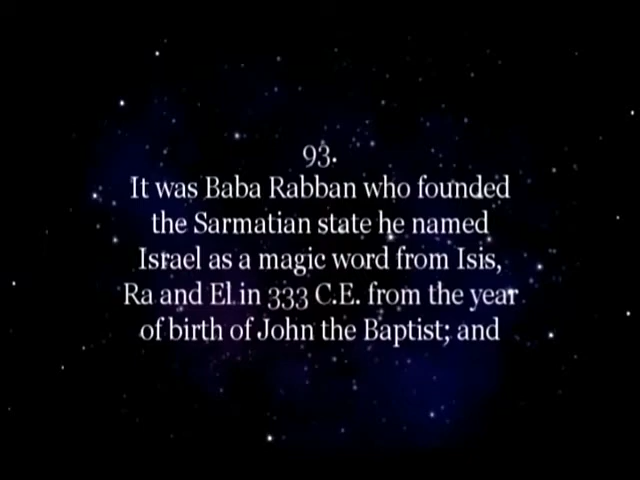 93.
It was Baba Rabban who founded
the Sarmatian state he named
Israel as a magic word from Isis,
Ra and El in 333 C.E. from the year
of birth of John the Baptist; and